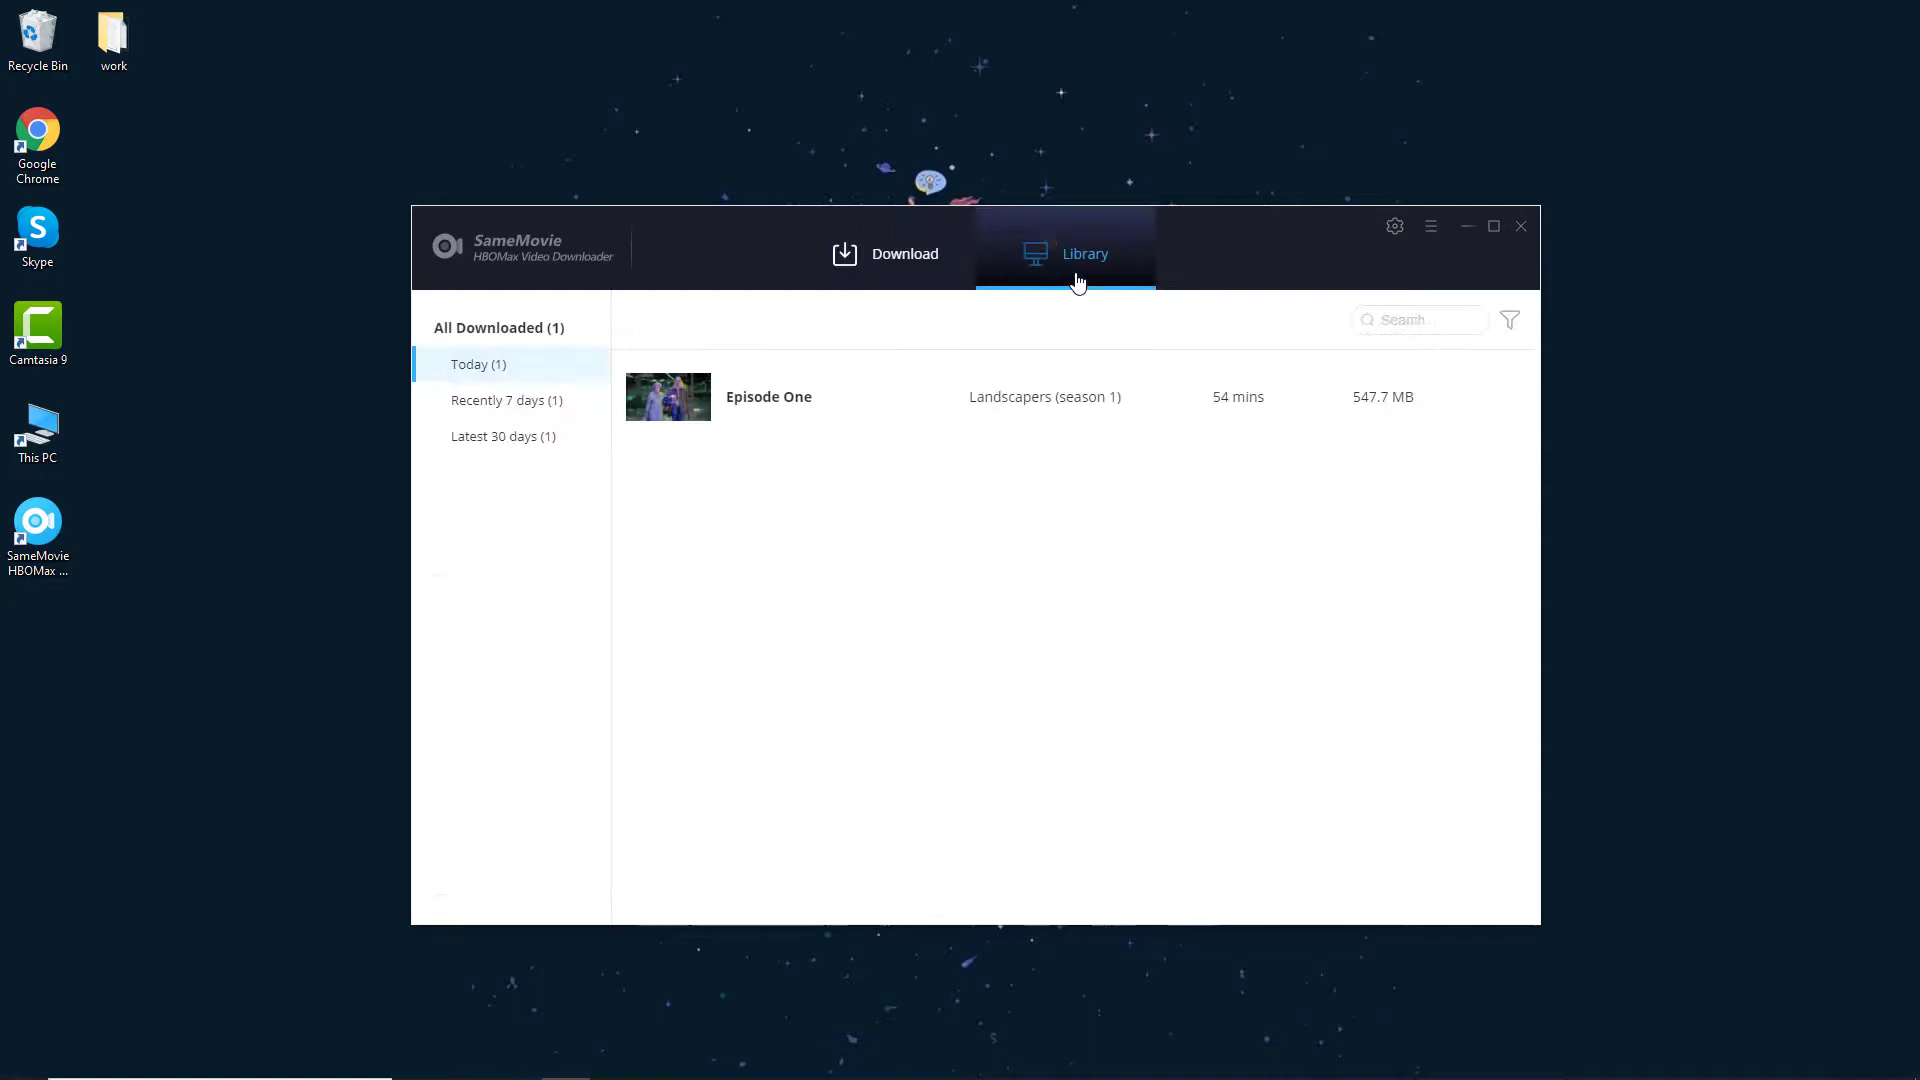 Recycle Bin
work
Google
Chrome
Skype
Camtasia 9
This PC
SameMovie
HBOMax ...
SameMovie
HBOMax Video Downloader
Download
Library
All Downloaded (1)
Today (1)
Recently 7 days (1)
Latest 30 days (1)
Search...
Episode One
Landscapers (season 1)
54 mins
547.7 MB